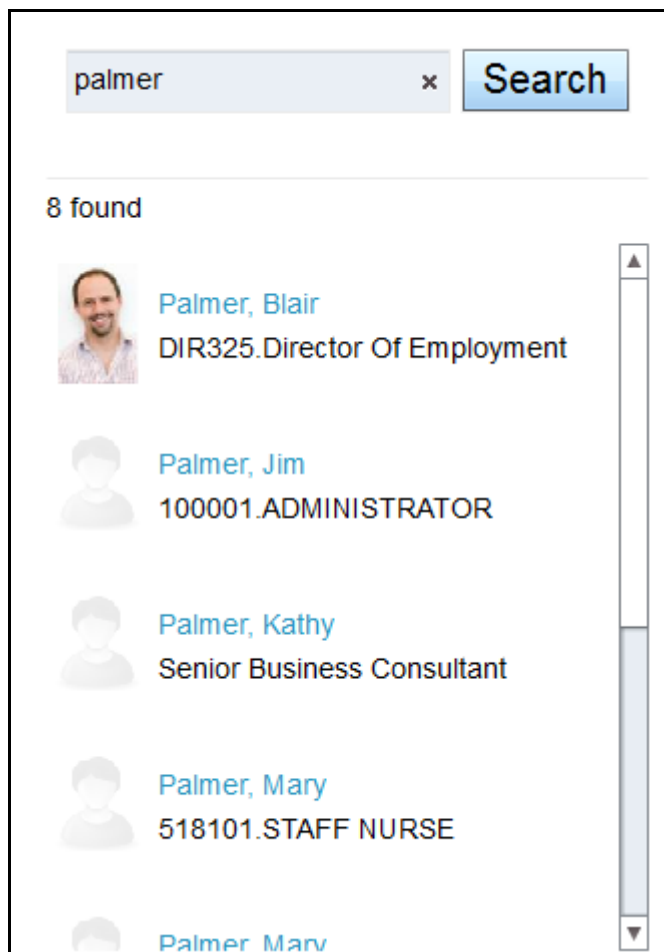 palmer × Search
8 found
Palmer, Blair
DIR325.Director Of Employment
Palmer, Jim
100001.ADMINISTRATOR
Palmer, Kathy
Senior Business Consultant
Palmer, Mary
518101.STAFF NURSE
Palmer, Mary